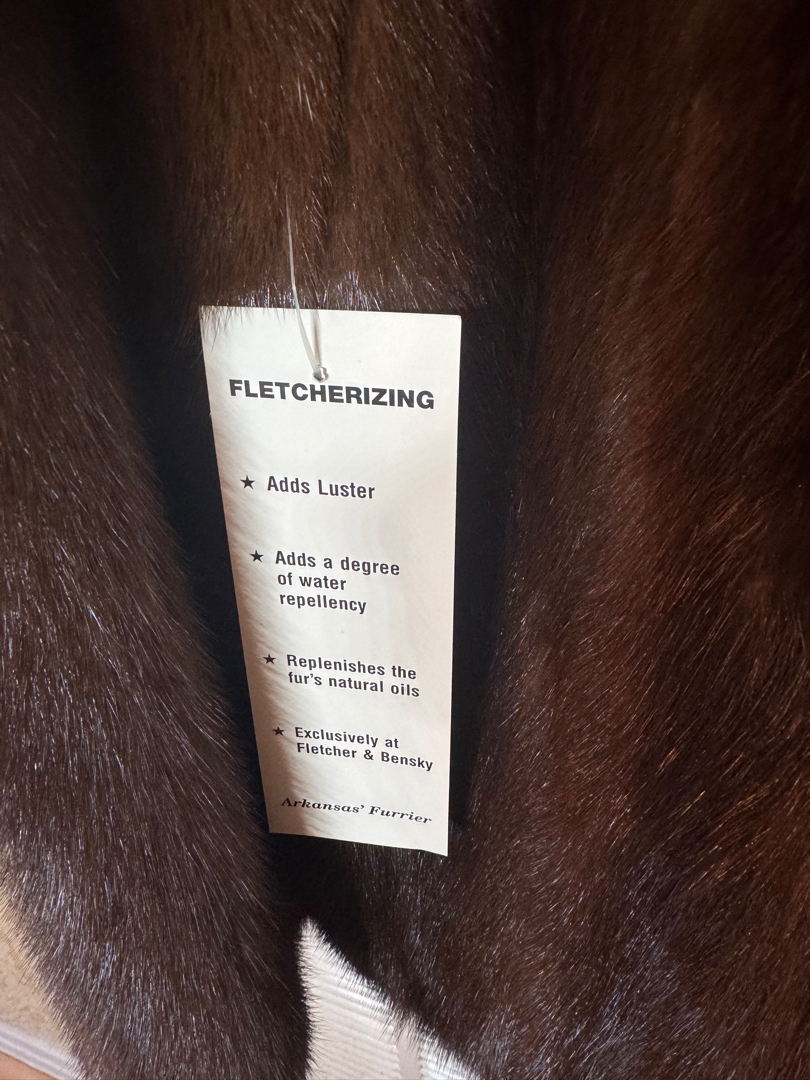 FLETCHERIZING
★ Adds Luster
★ Adds a degree
of water
repellency
★ Replenishes the
fur's natural oils
★ Exclusively at
Fletcher & Bensky
Arkansas' Furrier